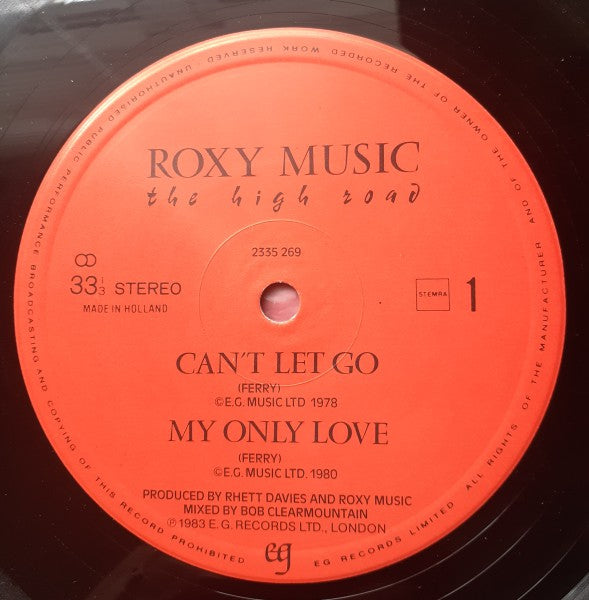 ROXY MUSIC
the high road
2335 269
33 1/3 STEREO
MADE IN HOLLAND
STEMRA
1
CAN'T LET GO
(FERRY)
©E.G. MUSIC LTD 1978
MY ONLY LOVE
(FERRY)
©E.G. MUSIC LTD. 1980
PRODUCED BY RHETT DAVIES AND ROXY MUSIC
MIXED BY BOB CLEARMOUNTAIN
℗1983 E.G. RECORDS LTD., LONDON
eg
EG RECORDS LIMITED ALL RIGHTS OF THE MANUFACTURER AND OF THE OWNER OF THE RECORDED WORK RESERVED · UNAUTHORISED PUBLIC PERFORMANCE BROADCASTING AND COPYING OF THIS RECORD PROHIBITED